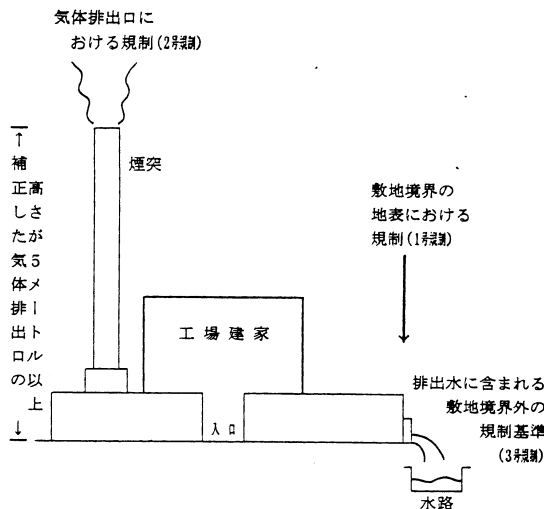 気体排出口に
おける規制(2号規制)
煙突
補正した気体排出口の
高さが5メートル以上
敷地境界の
地表における
規制(1号規制)
工場建家
入口
排出水に含まれる
敷地境界外の
規制基準
(3号規制)
水路